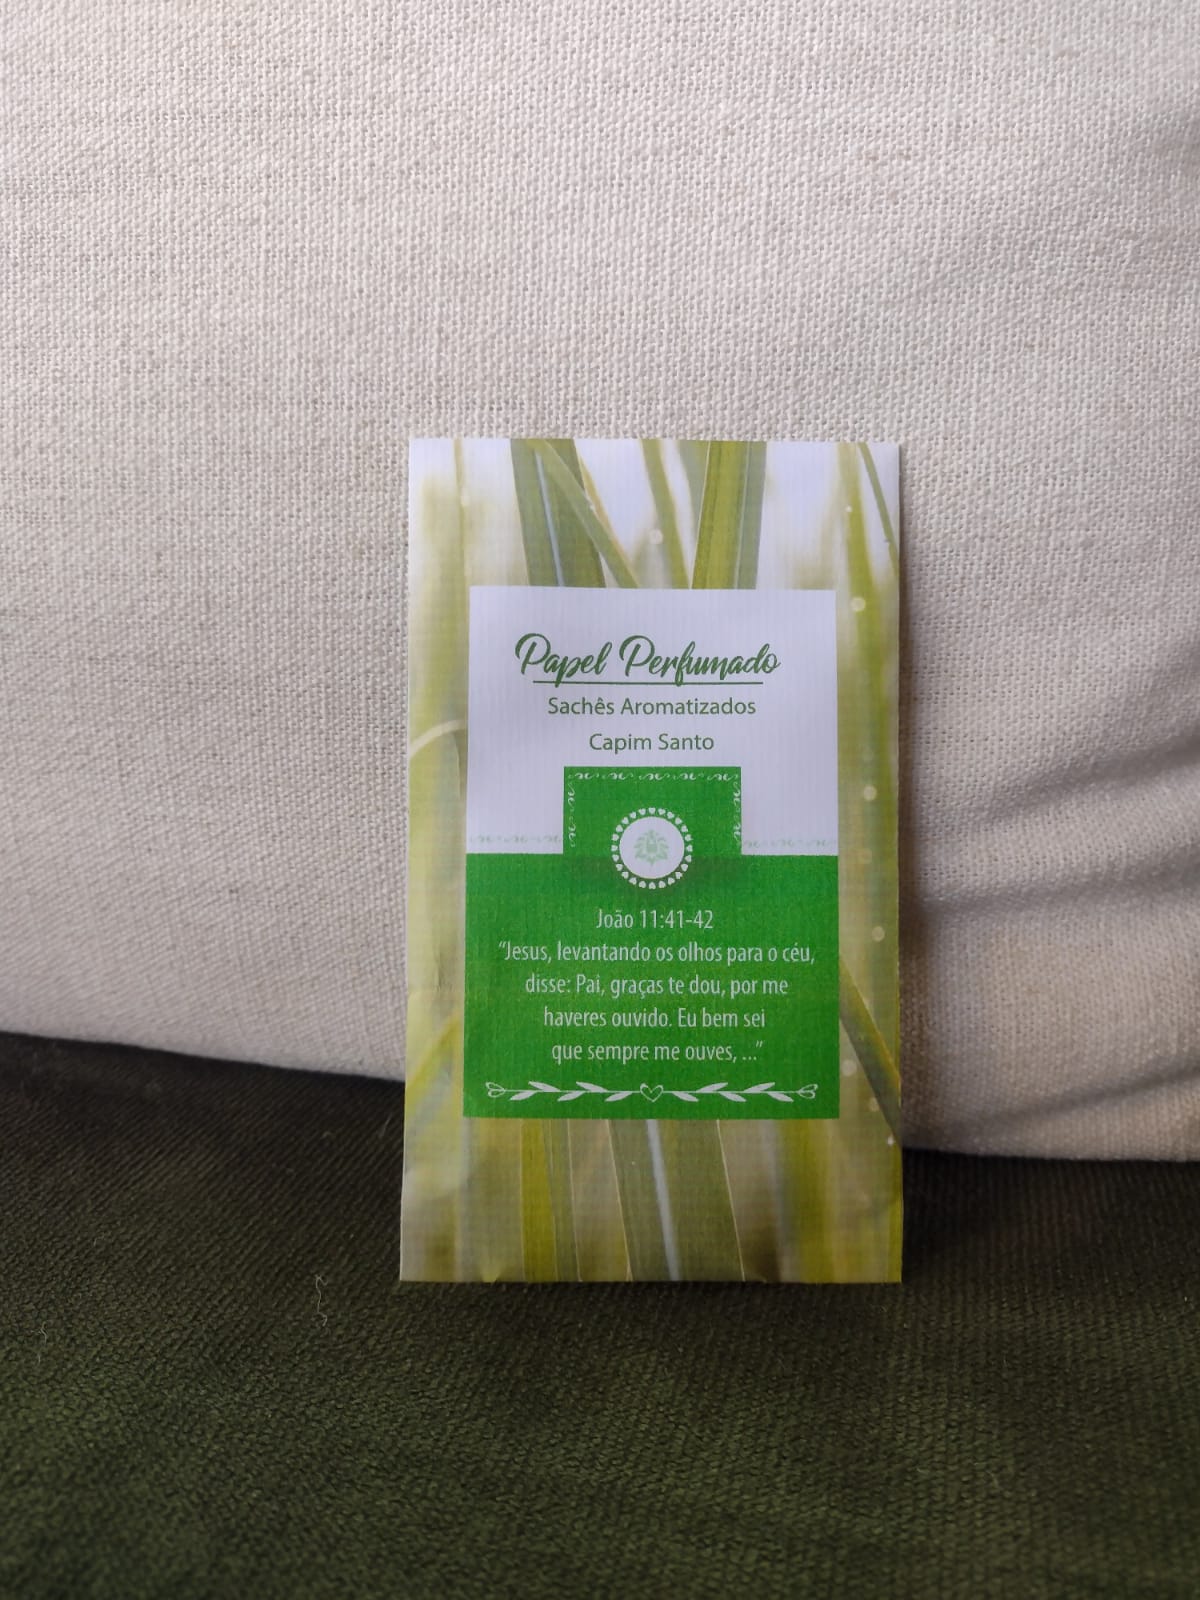 Papel Perfumado
Sachês Aromatizados
Capim Santo
João 11:41-42
“Jesus, levantando os olhos para o céu,
disse: Pai, graças te dou, por me
haveres ouvido. Eu bem sei
que sempre me ouves, ...”